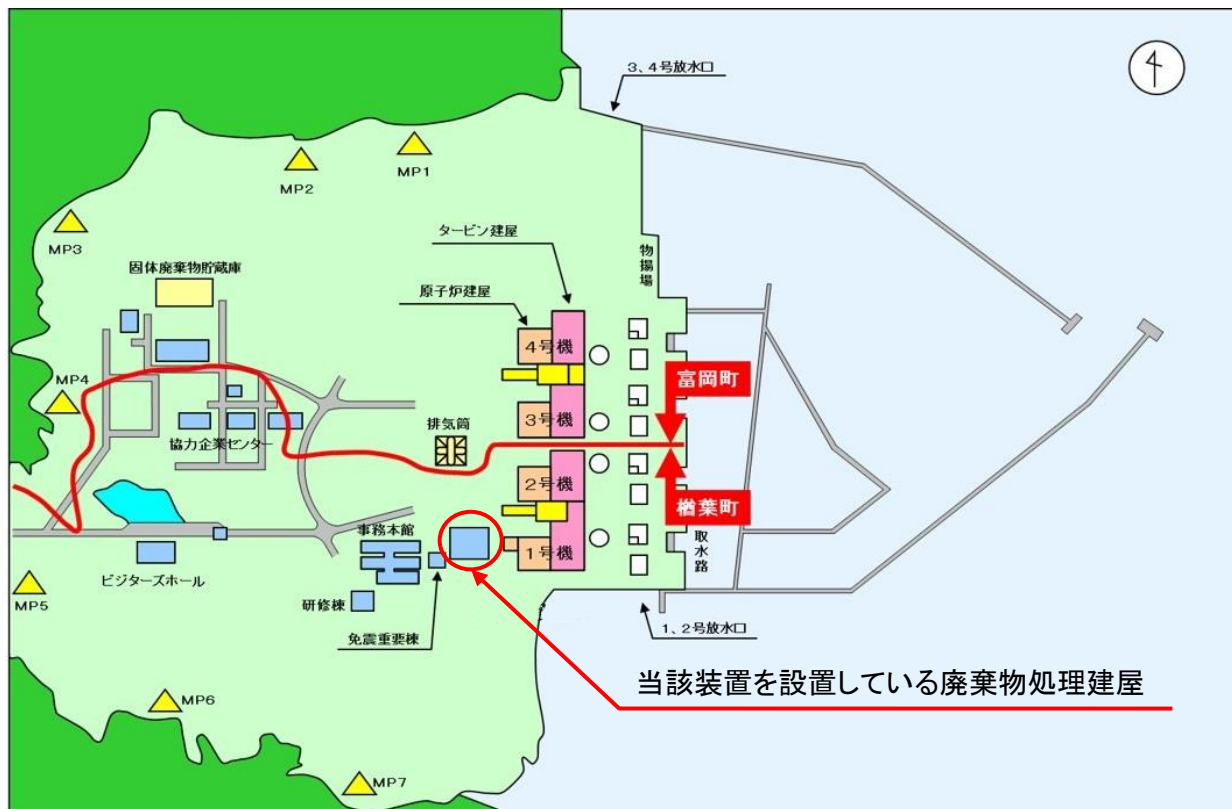 3、4号放水口
MP1
MP2
MP3
タービン建屋
物揚場
固体廃棄物貯蔵庫
原子炉建屋
4号機
富岡町
MP4
3号機
排気筒
協力企業センター
2号機
楢葉町
事務本館
取水路
1号機
ビジターズホール
MP5
研修棟
免震重要棟
1、2号放水口
当該装置を設置している廃棄物処理建屋
MP6
MP7